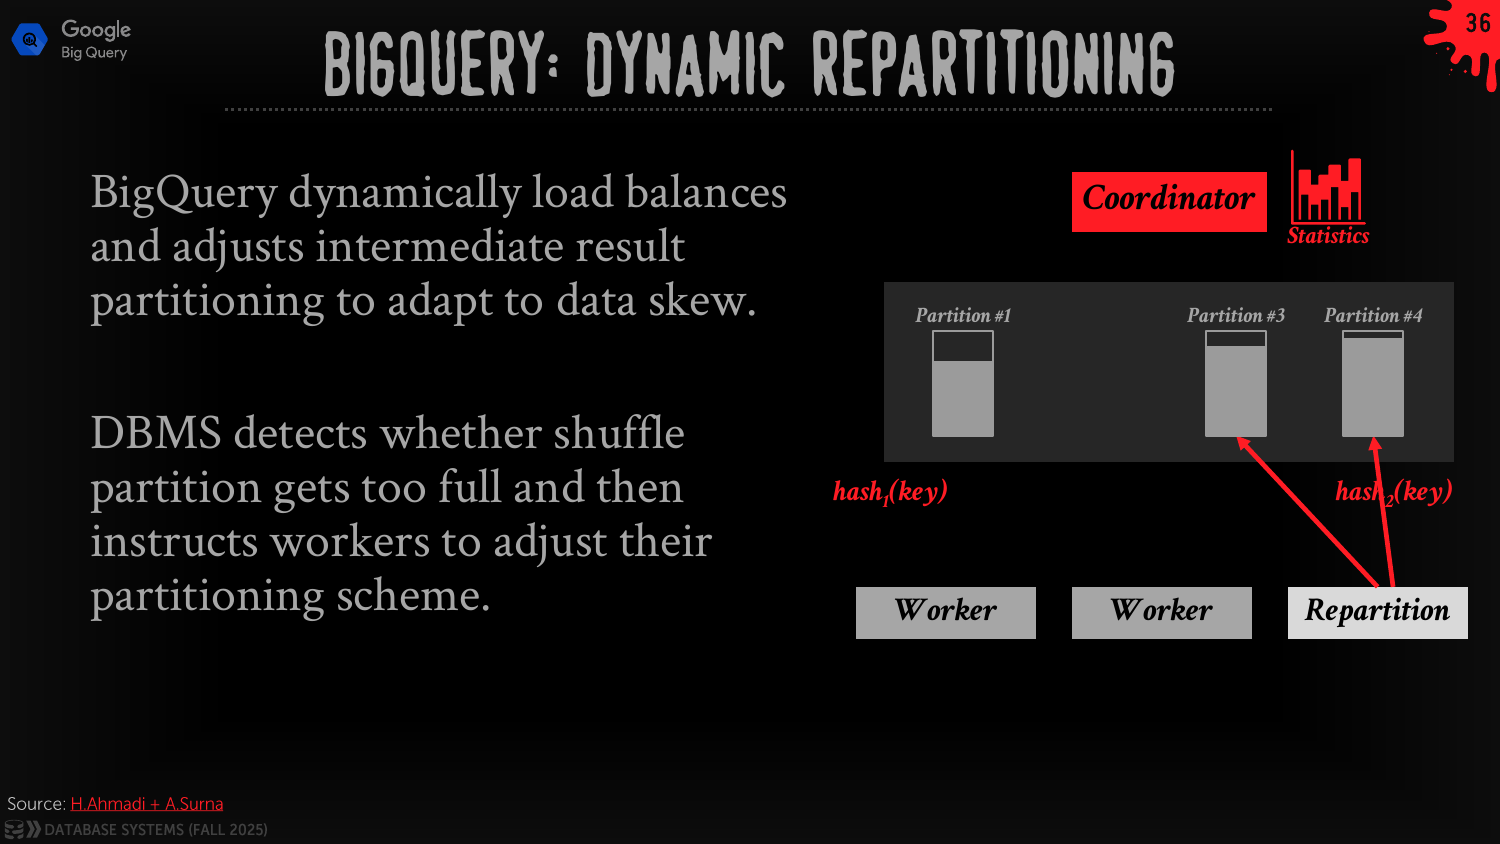 Google
Big Query
BIGQUERY: DYNAMIC REPARTITIONING
36
BigQuery dynamically load balances
and adjusts intermediate result
partitioning to adapt to data skew.
DBMS detects whether shuffle
partition gets too full and then
instructs workers to adjust their
partitioning scheme.
Coordinator
Statistics
Partition #1
Partition #3
Partition #4
hash1(key)
hash2(key)
Worker
Worker
Repartition
Source: H.Ahmadi + A.Surna
DATABASE SYSTEMS (FALL 2025)